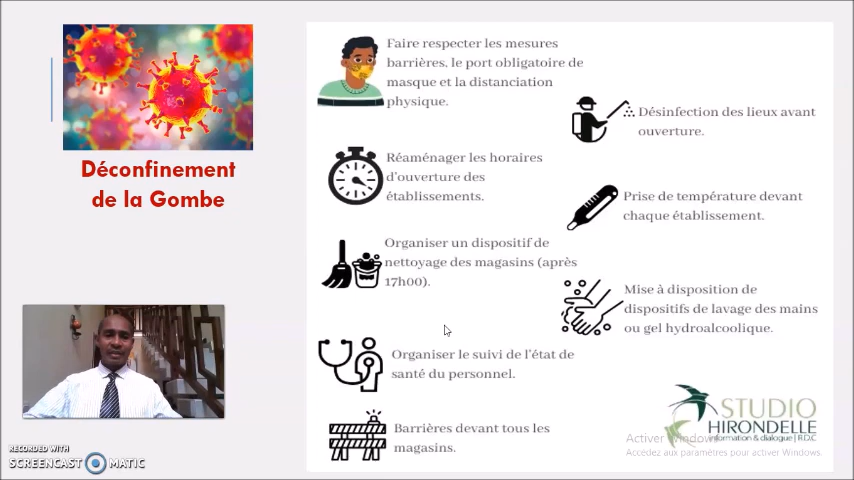 Déconfinement
de la Gombe
Faire respecter les mesures
barrières, le port obligatoire de
masque et la distanciation
physique.
Désinfection des lieux avant
ouverture.
Réaménager les horaires
d'ouverture des
établissements.
Prise de température devant
chaque établissement.
Organiser un dispositif de
nettoyage des magasins (après
17h00).
Mise à disposition de
dispositifs de lavage des mains
ou gel hydroalcoolique.
Organiser le suivi de l'état de
santé du personnel.
Barrières devant tous les
magasins.
STUDIO
HIRONDELLE
information & dialogue | R.D.C
Activer Windows
Accédez aux paramètres pour activer Windows.
RECORDED WITH
SCREENCAST MATIC